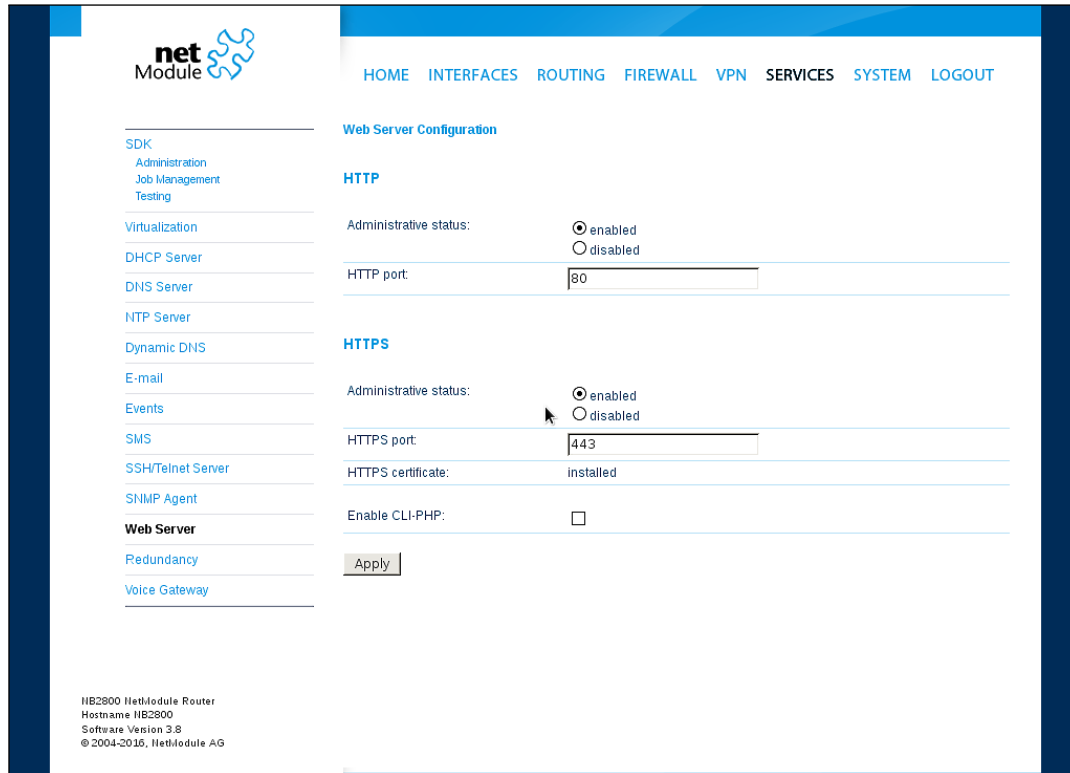 net
Module
HOME INTERFACES ROUTING FIREWALL VPN SERVICES SYSTEM LOGOUT
SDK
Administration
Job Management
Testing
Virtualization
DHCP Server
DNS Server
NTP Server
Dynamic DNS
E-mail
Events
SMS
SSH/Telnet Server
SNMP Agent
Web Server
Redundancy
Voice Gateway
Web Server Configuration
HTTP
Administrative status:
enabled
disabled
HTTP port:
80
HTTPS
Administrative status:
enabled
disabled
HTTPS port:
443
HTTPS certificate:
installed
Enable CLI-PHP:
Apply
NB2800 NetModule Router
Hostname NB2800
Software Version 3.8
© 2004-2016, NetModule AG